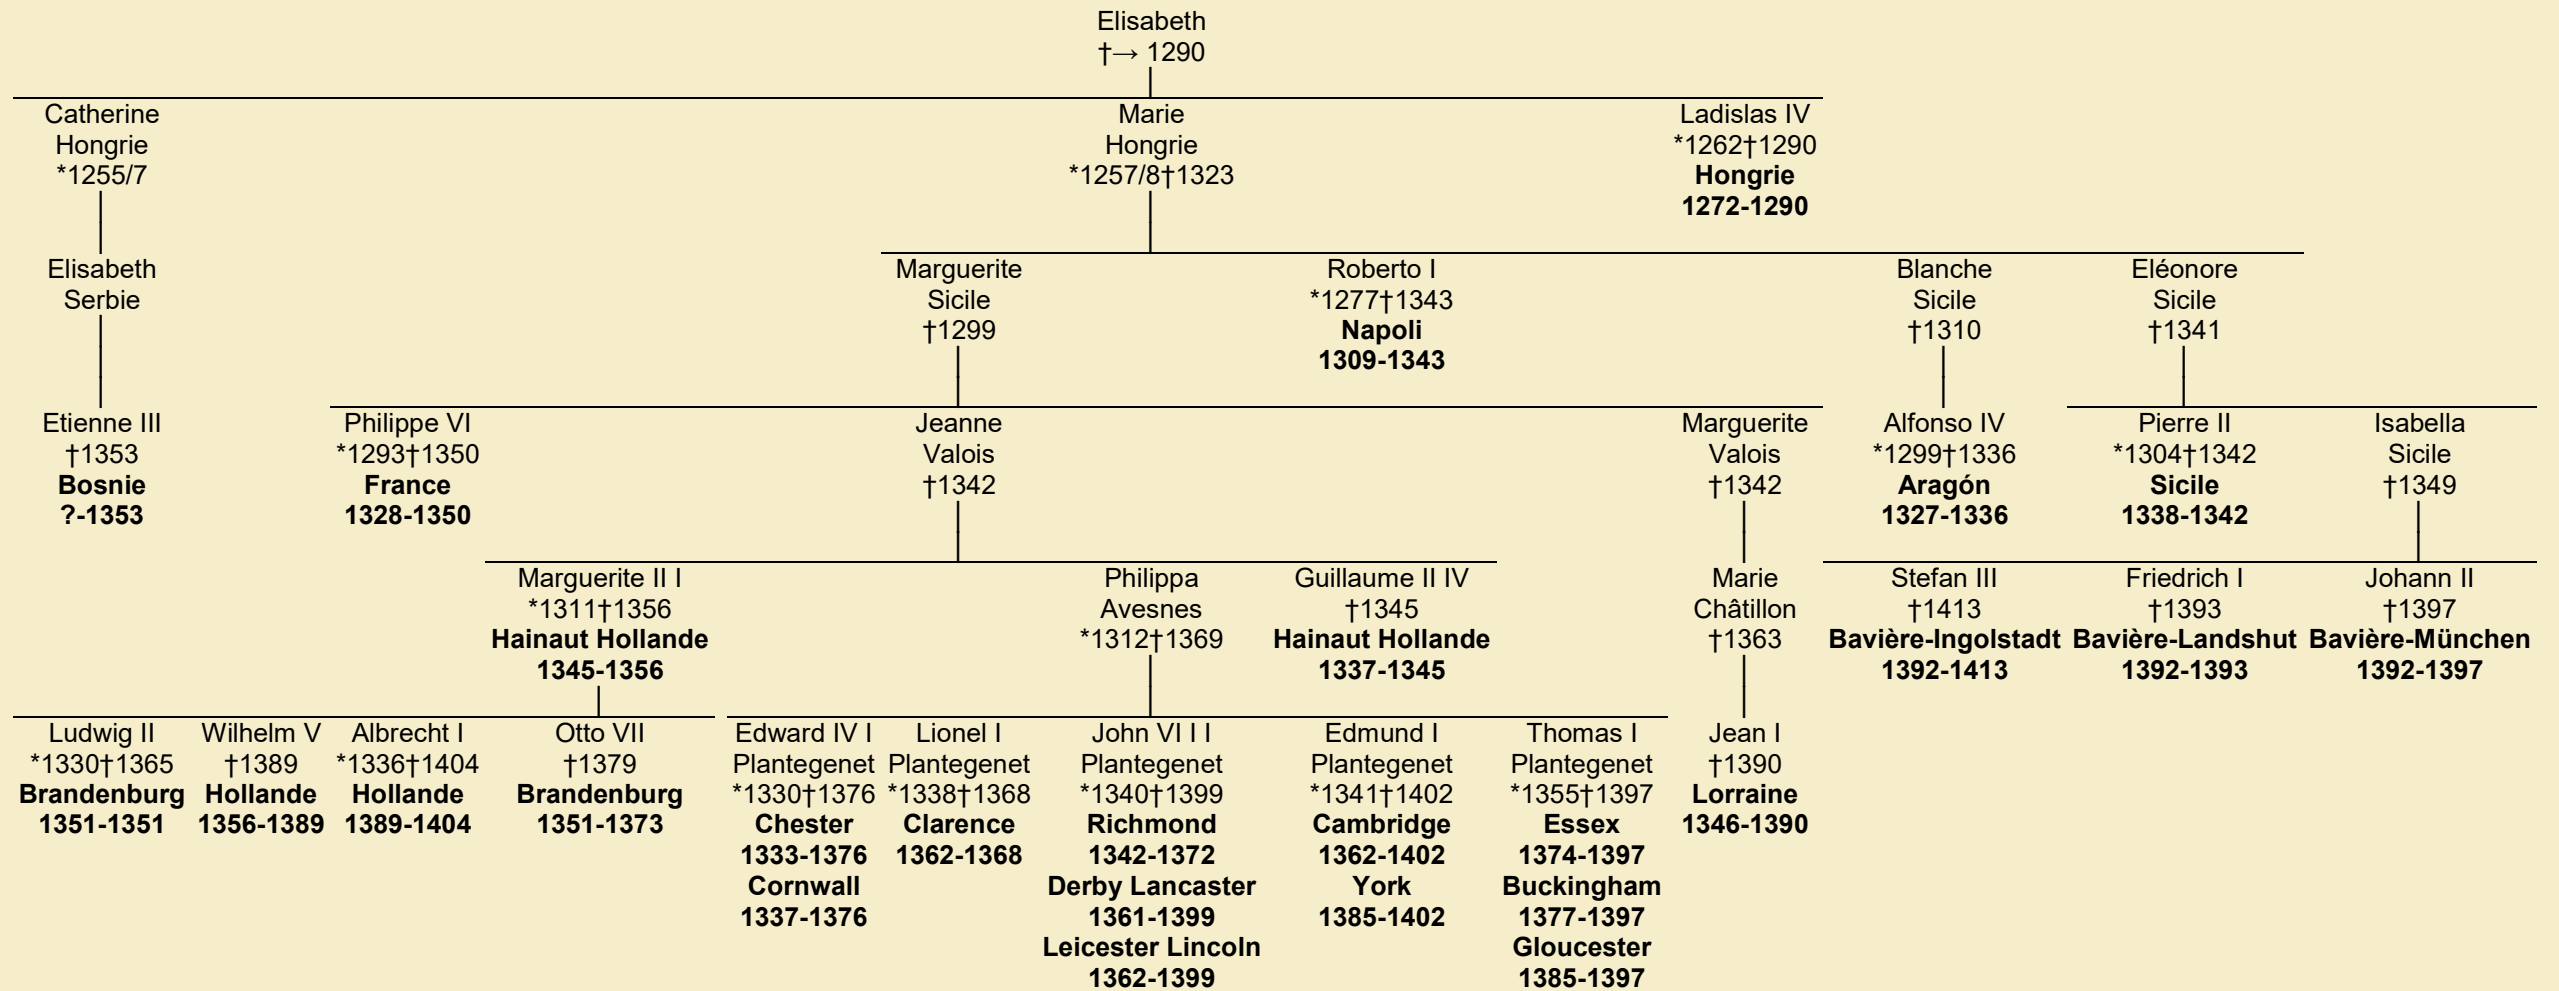 Elisabeth
†→ 1290
Catherine
Hongrie
*1255/7
Marie
Hongrie
*1257/8†1323
Ladislas IV
*1262†1290
Hongrie
1272-1290
Elisabeth
Serbie
Marguerite
Sicile
†1299
Roberto I
*1277†1343
Napoli
1309-1343
Blanche
Sicile
†1310
Eléonore
Sicile
†1341
Etienne III
†1353
Bosnie
?-1353
Philippe VI
*1293†1350
France
1328-1350
Jeanne
Valois
†1342
Marguerite
Valois
†1342
Alfonso IV
*1299†1336
Aragón
1327-1336
Pierre II
*1304†1342
Sicile
1338-1342
Isabella
Sicile
†1349
Marguerite II I
*1311†1356
Hainaut Hollande
1345-1356
Philippa
Avesnes
*1312†1369
Guillaume II IV
†1345
Hainaut Hollande
1337-1345
Marie
Châtillon
†1363
Stefan III
†1413
Bavière-Ingolstadt
1392-1413
Friedrich I
†1393
Bavière-Landshut
1392-1393
Johann II
†1397
Bavière-München
1392-1397
Ludwig II
*1330†1365
Brandenburg
1351-1351
Wilhelm V
†1389
Hollande
1356-1389
Albrecht I
*1336†1404
Hollande
1389-1404
Otto VII
†1379
Brandenburg
1351-1373
Edward IV I
Plantegenet
*1330†1376
Chester
1333-1376
Cornwall
1337-1376
Lionel I
Plantegenet
*1338†1368
Clarence
1362-1368
John VI I I
Plantegenet
*1340†1399
Richmond
1342-1372
Derby Lancaster
1361-1399
Leicester Lincoln
1362-1399
Edmund I
Plantegenet
*1341†1402
Cambridge
1362-1402
York
1385-1402
Thomas I
Plantegenet
*1355†1397
Essex
1374-1397
Buckingham
1377-1397
Gloucester
1385-1397
Jean I
†1390
Lorraine
1346-1390